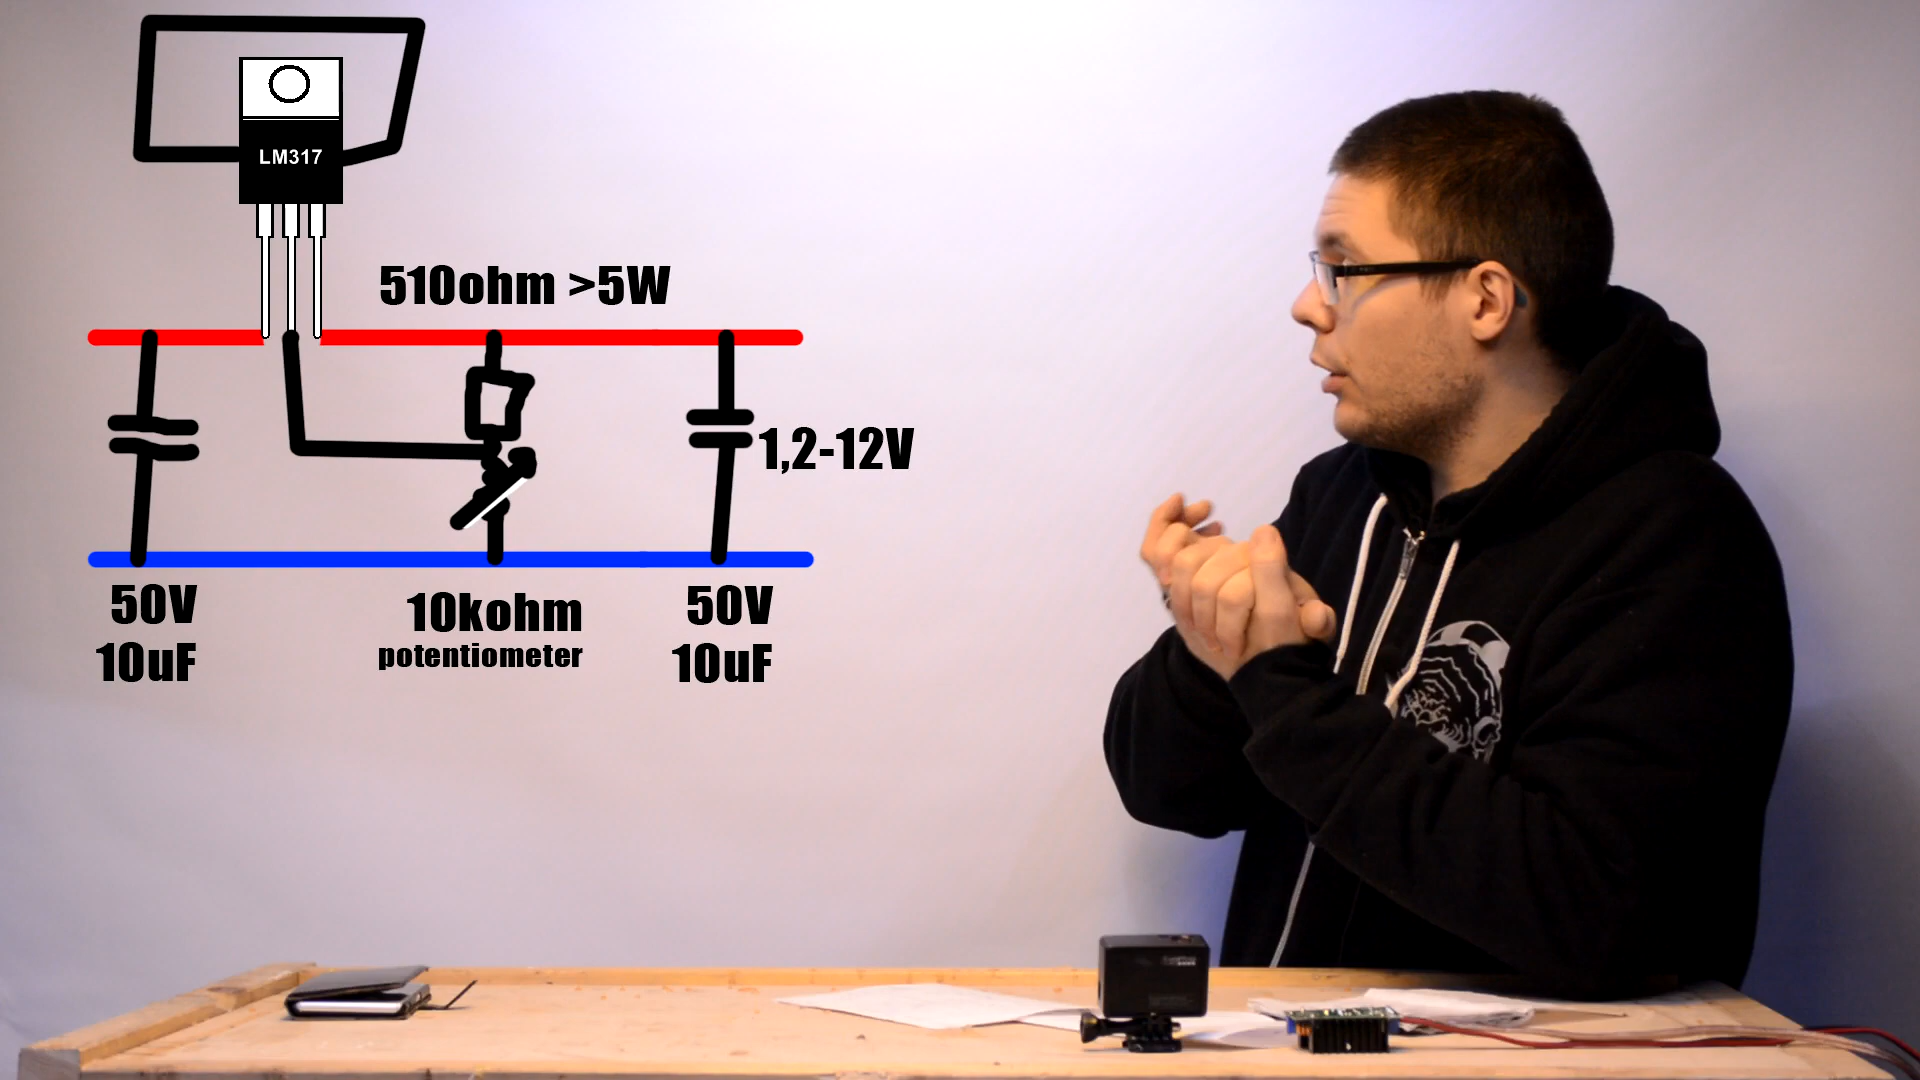 LM317
510ohm >5W
1,2-12V
50V
10uF
10kohm
potentiometer
50V
10uF